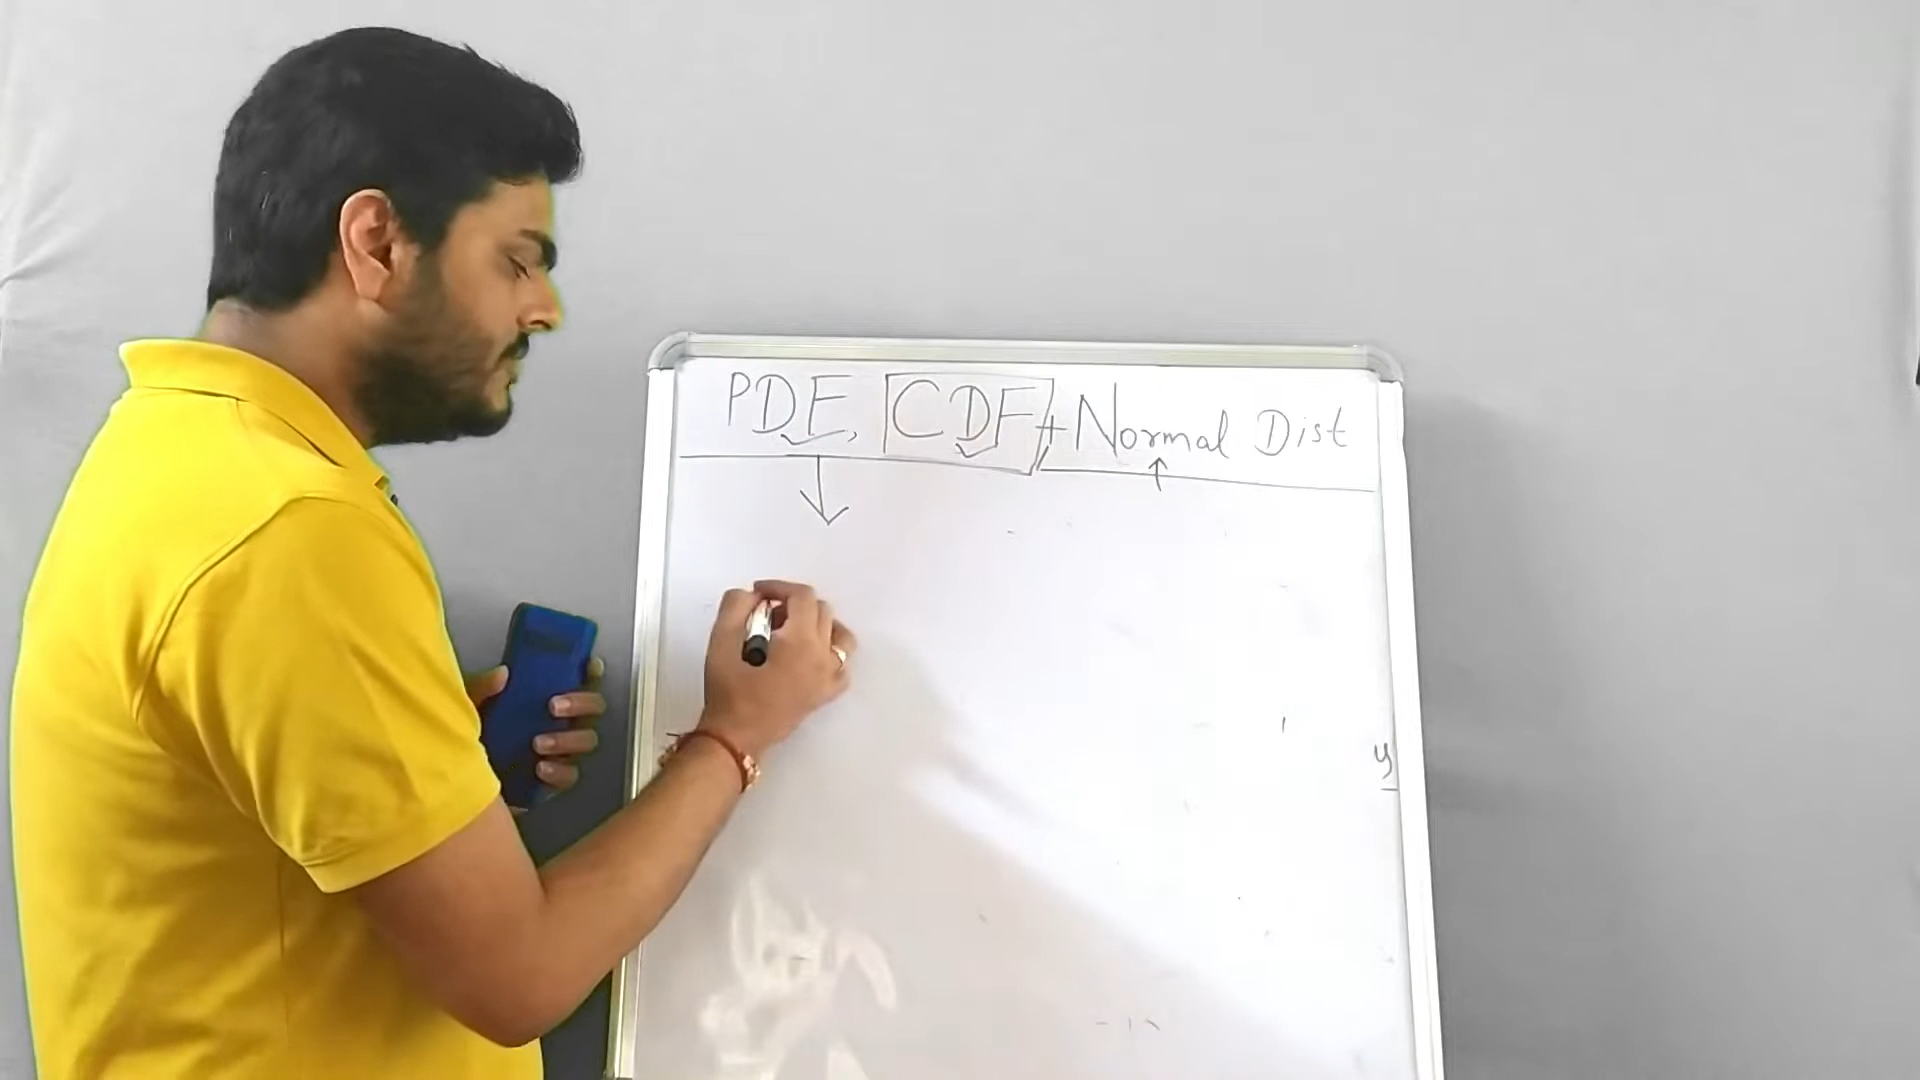 PDF, CDF + Normal Dist
y